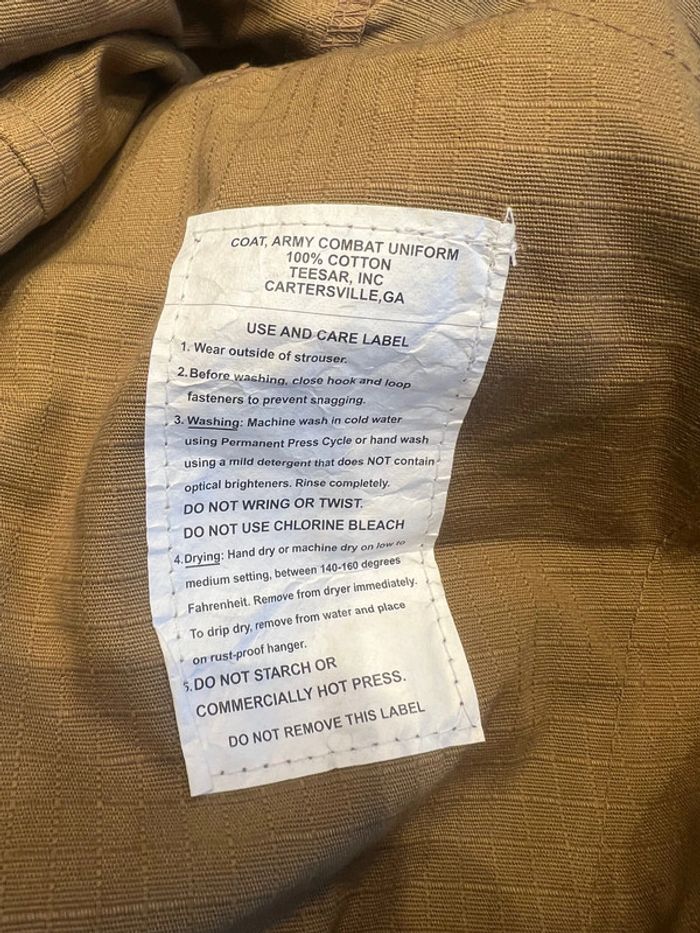 COAT, ARMY COMBAT UNIFORM
100% COTTON
TEESAR, INC
CARTERSVILLE,GA
USE AND CARE LABEL
1. Wear outside of strouser.
2. Before washing, close hook and loop
fasteners to prevent snagging.
3. Washing: Machine wash in cold water
using Permanent Press Cycle or hand wash
using a mild detergent that does NOT contain
optical brighteners. Rinse completely.
DO NOT WRING OR TWIST.
DO NOT USE CHLORINE BLEACH
4. Drying: Hand dry or machine dry on low to
medium setting, between 140-160 degrees
Fahrenheit. Remove from dryer immediately.
To drip dry, remove from water and place
on rust-proof hanger.
5. DO NOT STARCH OR
COMMERCIALLY HOT PRESS.
DO NOT REMOVE THIS LABEL